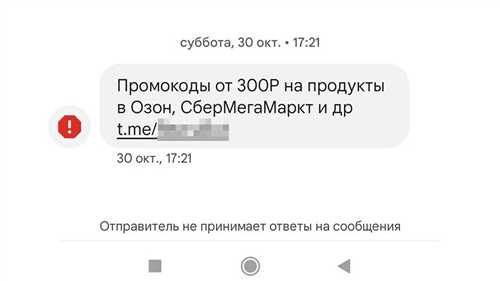 суббота, 30 окт. • 17:21
Промокоды от 300Р на продукты
в Озон, СберМегаМаркт и др
t.me/
30 окт., 17:21
Отправитель не принимает ответы на сообщения